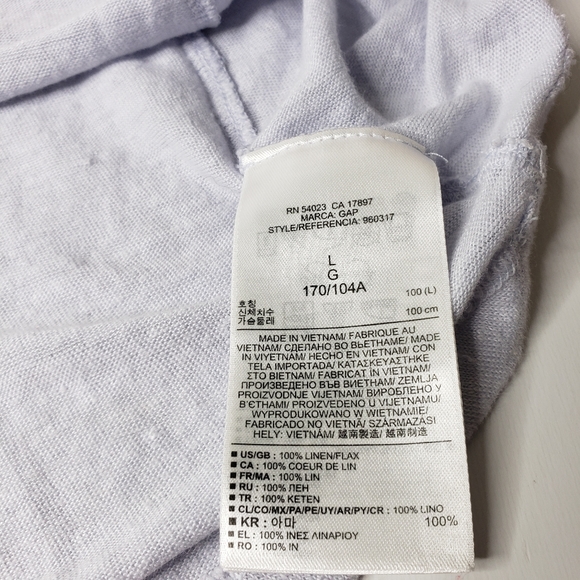 RN 54023 CA 17897
MARCA: GAP
STYLE/REFERENCIA: 960317
L
G
170/104A
호칭 100 (L)
신체치수
가슴둘레 100 cm
MADE IN VIETNAM/ FABRIQUE AU
VIETNAM/ СДЕЛАНО ВО ВЬЕТНАМЕ/ MADE
IN VIYETNAM/ HECHO EN VIETNAM/ CON
TELA IMPORTADA/ ΚΑΤΑΣΚΕΥΑΣΤΗΚΕ
ΣΤΟ ΒΙΕΤΝΑΜ/ FABRICAT IN VIETNAM/
ПРОИЗВЕДЕНО ВЪВ ВИЕТНАМ/ ZEMLJA
PROIZVODNJE VIJETNAM/ ВИРОБЛЕНО У
В'ЄТНАМІ/ PROIZVEDENO U VIJETNAMU/
WYPRODUKOWANO W WIETNAMIE/
FABRICADO NO VIETNÃ/ SZÁRMAZÁSI
HELY: VIETNÁM/ 越南製造/ 越南制造
US/GB : 100% LINEN/FLAX
CA : 100% COEUR DE LIN
FR/MA : 100% LIN
RU : 100% ЛЕН
TR : 100% KETEN
CL/CO/MX/PA/PE/UY/AR/PY/CR : 100% LINO
KR : 아마 100%
EL : 100% ΙΝΕΣ ΛΙΝΑΡΙΟΥ
RO : 100% IN